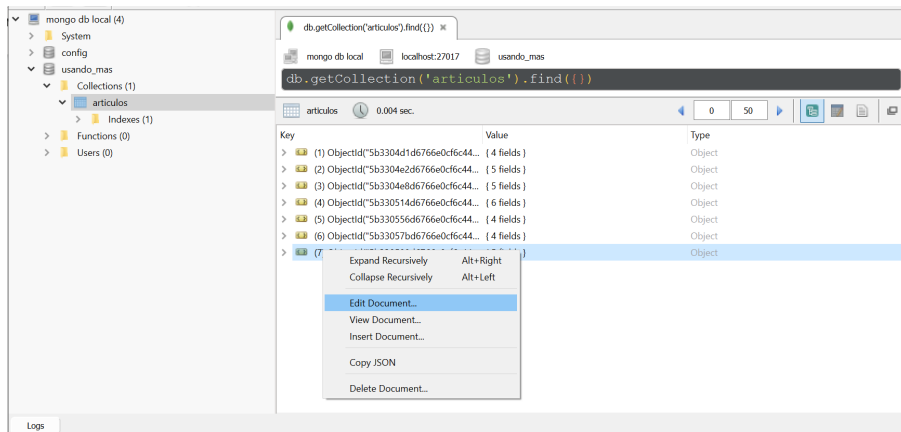 mongo db local (4)
System
config
usando_mas
Collections (1)
articulos
Indexes (1)
Functions (0)
Users (0)
db.getCollection('articulos').find({})
mongo db local localhost:27017 usando_mas
db.getCollection('articulos').find({})
articulos 0.004 sec. 0 50
Key Value Type
(1) ObjectId("5b3304d1d6766e0cf6c44... { 4 fields } Object
(2) ObjectId("5b3304e2d6766e0cf6c44... { 5 fields } Object
(3) ObjectId("5b3304e8d6766e0cf6c44... { 5 fields } Object
(4) ObjectId("5b330514d6766e0cf6c44... { 6 fields } Object
(5) ObjectId("5b330556d6766e0cf6c44... { 4 fields } Object
(6) ObjectId("5b33057bd6766e0cf6c44... { 4 fields } Object
(7) Object
Expand Recursively Alt+Right
Collapse Recursively Alt+Left
Edit Document...
View Document...
Insert Document...
Copy JSON
Delete Document...
Logs